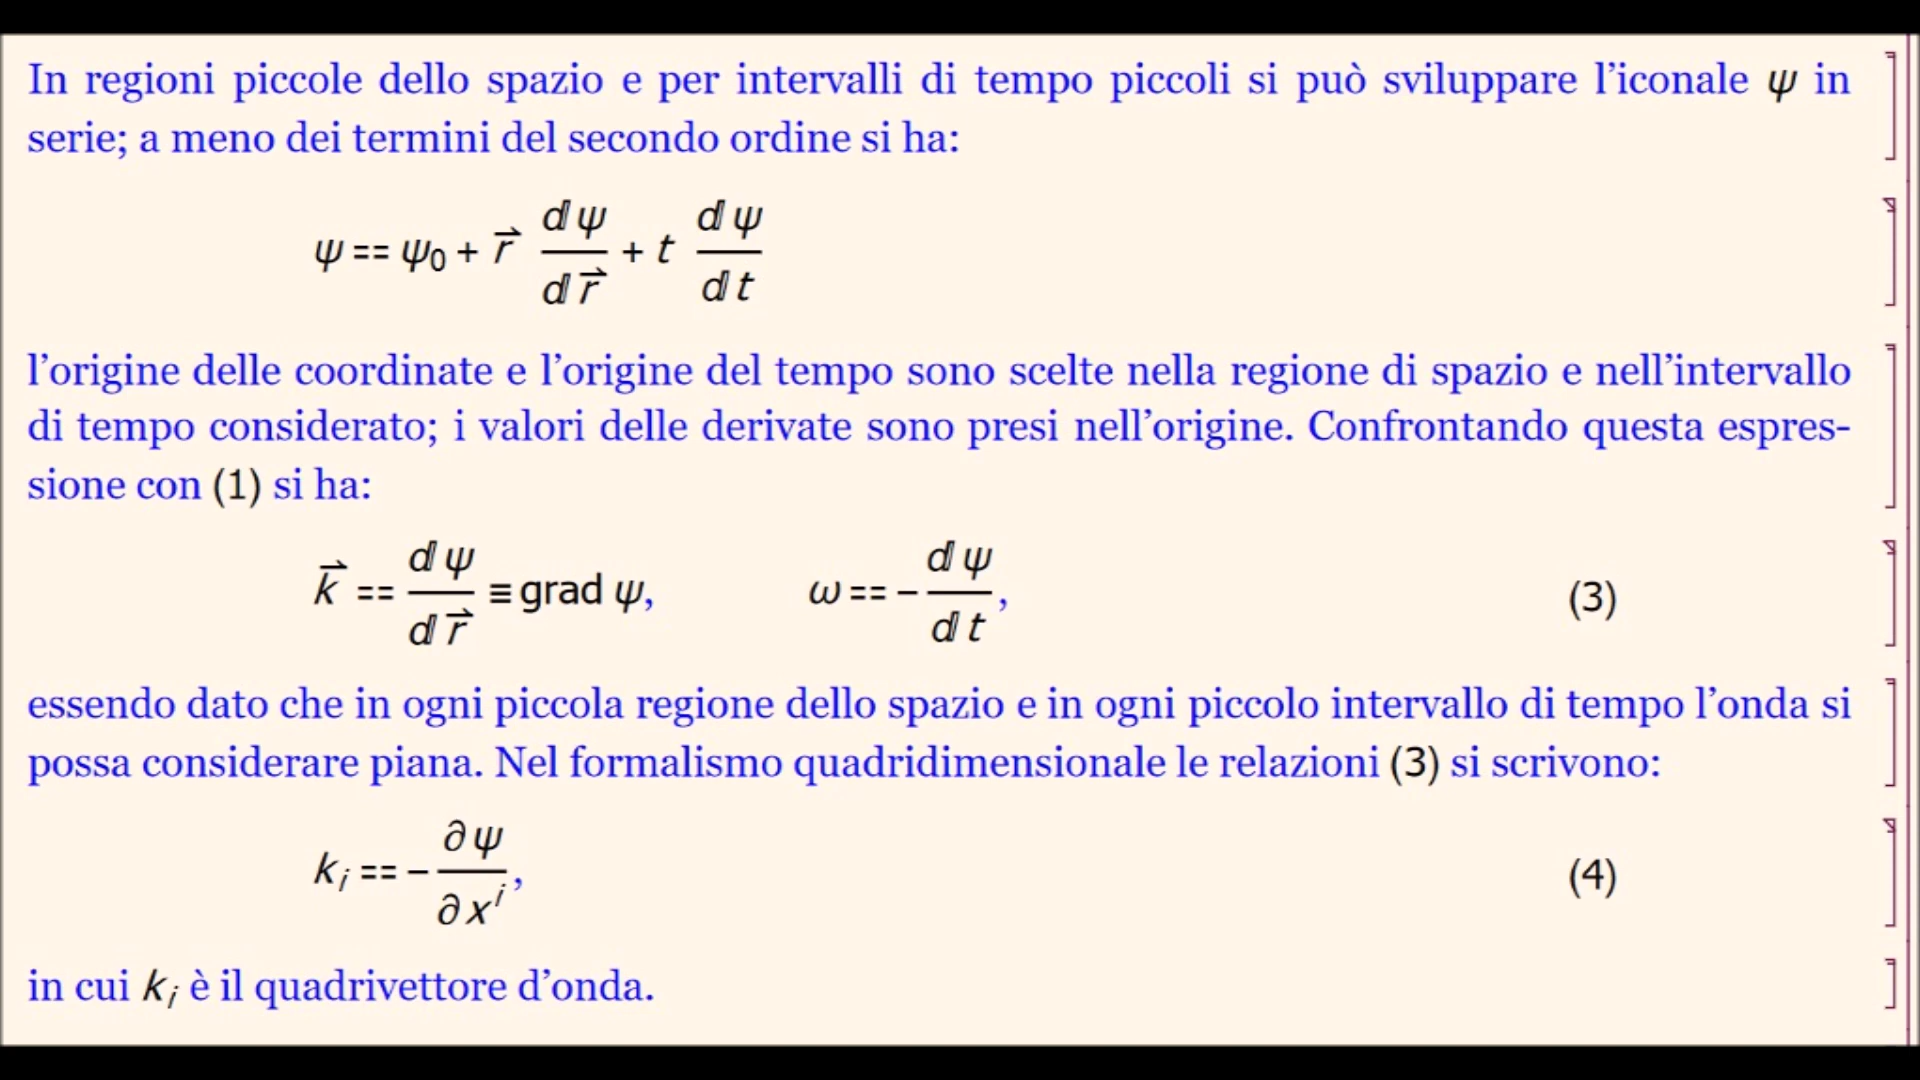 In regioni piccole dello spazio e per intervalli di tempo piccoli si può sviluppare l'iconale ψ in
serie; a meno dei termini del secondo ordine si ha:
ψ == ψ₀ + r⃗ ⅆψ/ⅆr⃗ + t ⅆψ/ⅆt
l'origine delle coordinate e l'origine del tempo sono scelte nella regione di spazio e nell'intervallo
di tempo considerato; i valori delle derivate sono presi nell'origine. Confrontando questa espres-
sione con (1) si ha:
k⃗ == ⅆψ/ⅆr⃗ ≡ grad ψ, ω == -ⅆψ/ⅆt, (3)
essendo dato che in ogni piccola regione dello spazio e in ogni piccolo intervallo di tempo l'onda si
possa considerare piana. Nel formalismo quadridimensionale le relazioni (3) si scrivono:
kᵢ == -∂ψ/∂xⁱ, (4)
in cui kᵢ è il quadrivettore d'onda.